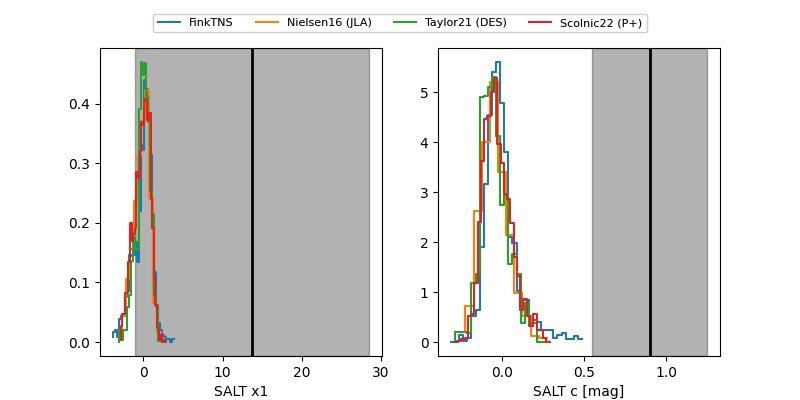 FinkTNS Nielsen16 (JLA) Taylor21 (DES) Scolnic22 (P+)
0.4
0.3
0.2
0.1
0.0
0 10 20 30
SALT x1
5
4
3
2
1
0
0.0 0.5 1.0
SALT c [mag]